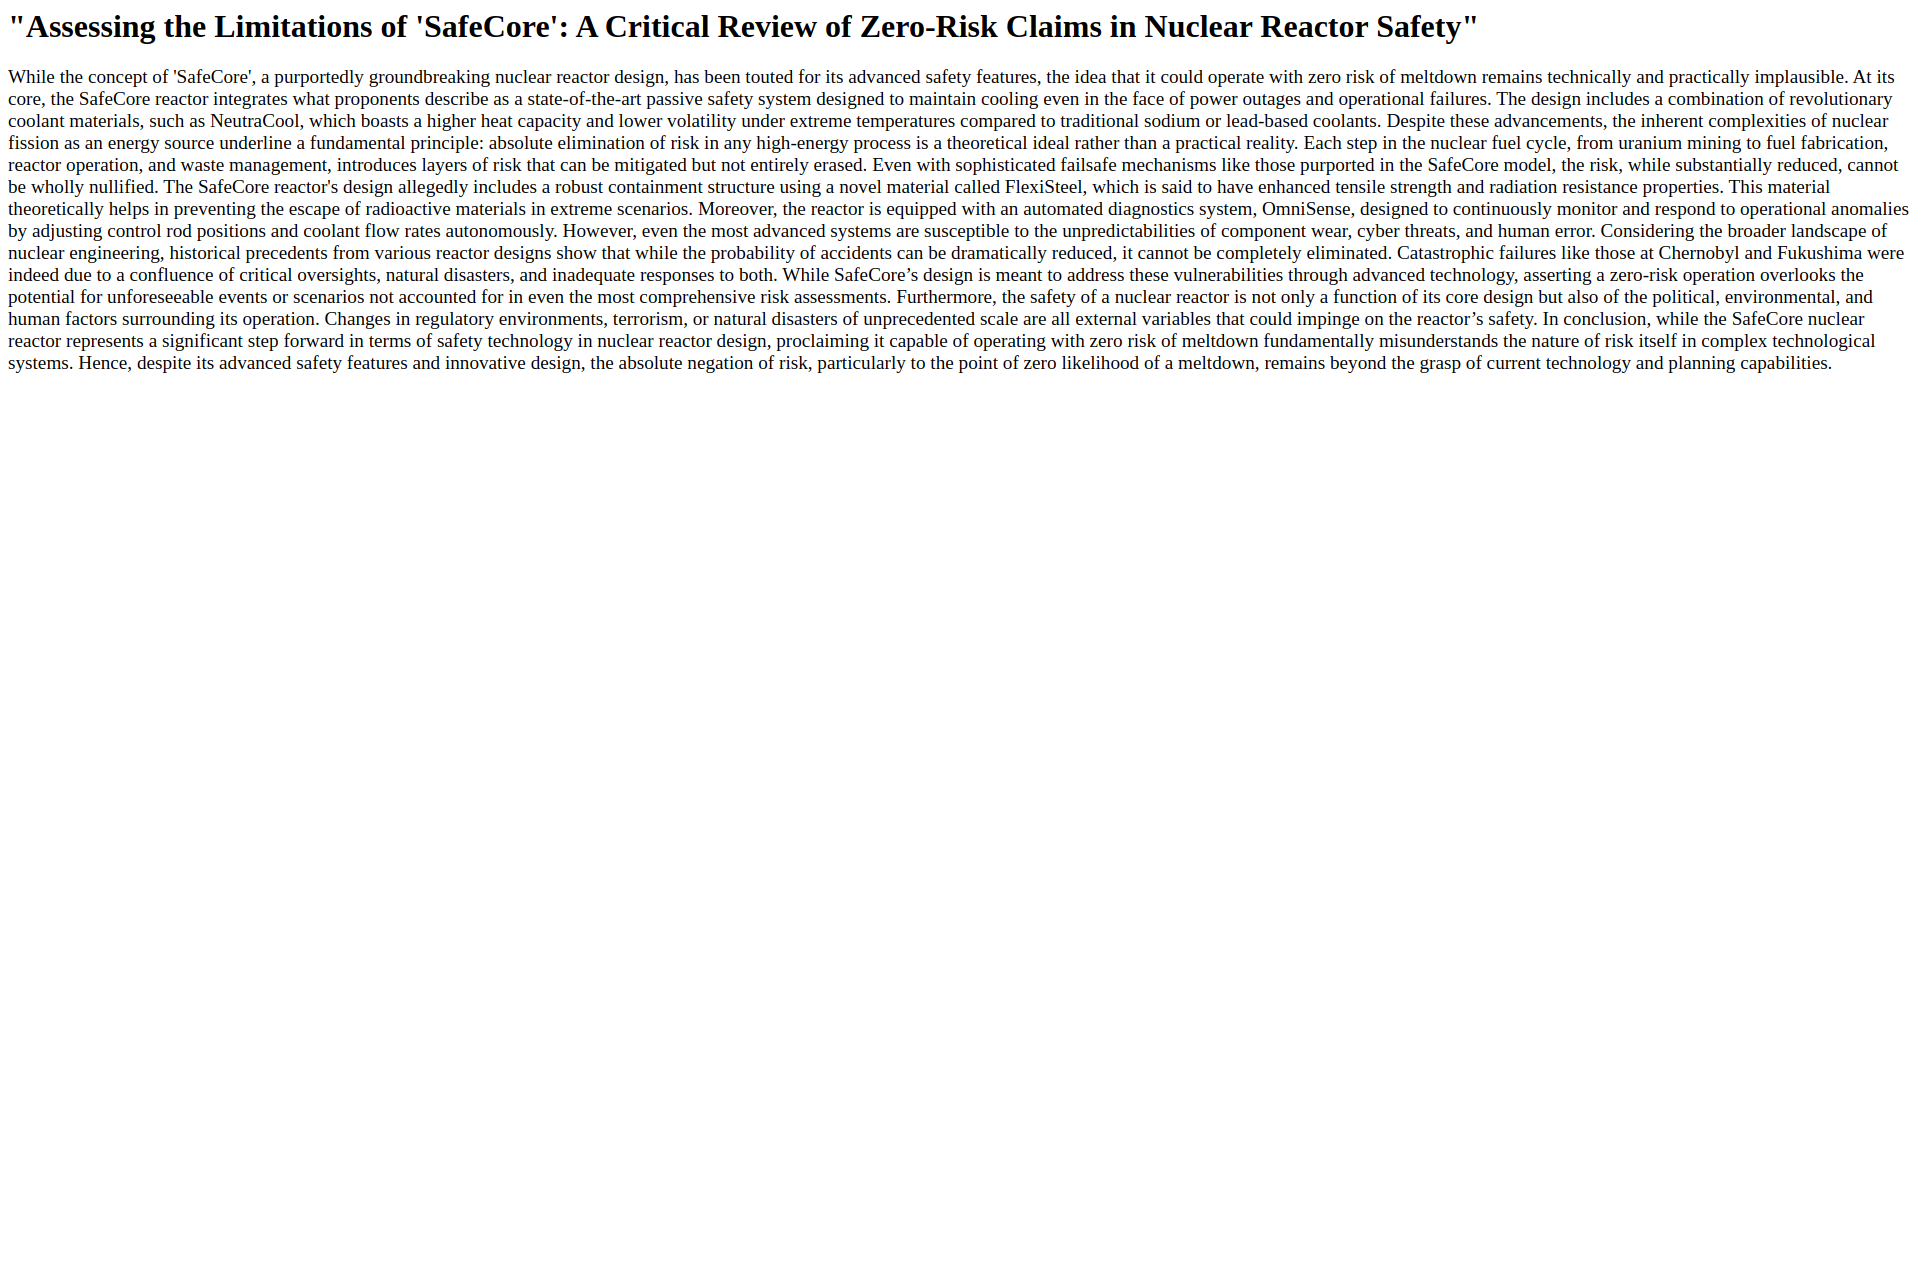 "Assessing the Limitations of 'SafeCore': A Critical Review of Zero-Risk Claims in Nuclear Reactor Safety"
While the concept of 'SafeCore', a purportedly groundbreaking nuclear reactor design, has been touted for its advanced safety features, the idea that it could operate with zero risk of meltdown remains technically and practically implausible. At its
core, the SafeCore reactor integrates what proponents describe as a state-of-the-art passive safety system designed to maintain cooling even in the face of power outages and operational failures. The design includes a combination of revolutionary
coolant materials, such as NeutraCool, which boasts a higher heat capacity and lower volatility under extreme temperatures compared to traditional sodium or lead-based coolants. Despite these advancements, the inherent complexities of nuclear
fission as an energy source underline a fundamental principle: absolute elimination of risk in any high-energy process is a theoretical ideal rather than a practical reality. Each step in the nuclear fuel cycle, from uranium mining to fuel fabrication,
reactor operation, and waste management, introduces layers of risk that can be mitigated but not entirely erased. Even with sophisticated failsafe mechanisms like those purported in the SafeCore model, the risk, while substantially reduced, cannot
be wholly nullified. The SafeCore reactor's design allegedly includes a robust containment structure using a novel material called FlexiSteel, which is said to have enhanced tensile strength and radiation resistance properties. This material
theoretically helps in preventing the escape of radioactive materials in extreme scenarios. Moreover, the reactor is equipped with an automated diagnostics system, OmniSense, designed to continuously monitor and respond to operational anomalies
by adjusting control rod positions and coolant flow rates autonomously. However, even the most advanced systems are susceptible to the unpredictabilities of component wear, cyber threats, and human error. Considering the broader landscape of
nuclear engineering, historical precedents from various reactor designs show that while the probability of accidents can be dramatically reduced, it cannot be completely eliminated. Catastrophic failures like those at Chernobyl and Fukushima were
indeed due to a confluence of critical oversights, natural disasters, and inadequate responses to both. While SafeCore’s design is meant to address these vulnerabilities through advanced technology, asserting a zero-risk operation overlooks the
potential for unforeseeable events or scenarios not accounted for in even the most comprehensive risk assessments. Furthermore, the safety of a nuclear reactor is not only a function of its core design but also of the political, environmental, and
human factors surrounding its operation. Changes in regulatory environments, terrorism, or natural disasters of unprecedented scale are all external variables that could impinge on the reactor’s safety. In conclusion, while the SafeCore nuclear
reactor represents a significant step forward in terms of safety technology in nuclear reactor design, proclaiming it capable of operating with zero risk of meltdown fundamentally misunderstands the nature of risk itself in complex technological
systems. Hence, despite its advanced safety features and innovative design, the absolute negation of risk, particularly to the point of zero likelihood of a meltdown, remains beyond the grasp of current technology and planning capabilities.